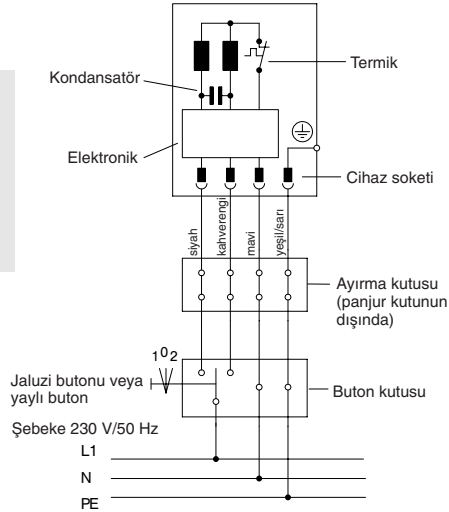 Kondansatör
Termik
Elektronik
Cihaz soketi
siyah
kahverengi
mavi
yeşil/sarı
Ayırma kutusu
(panjur kutunun
dışında)
1 0 2
Jaluzi butonu veya
yaylı buton
Buton kutusu
Şebeke 230 V/50 Hz
L1
N
PE